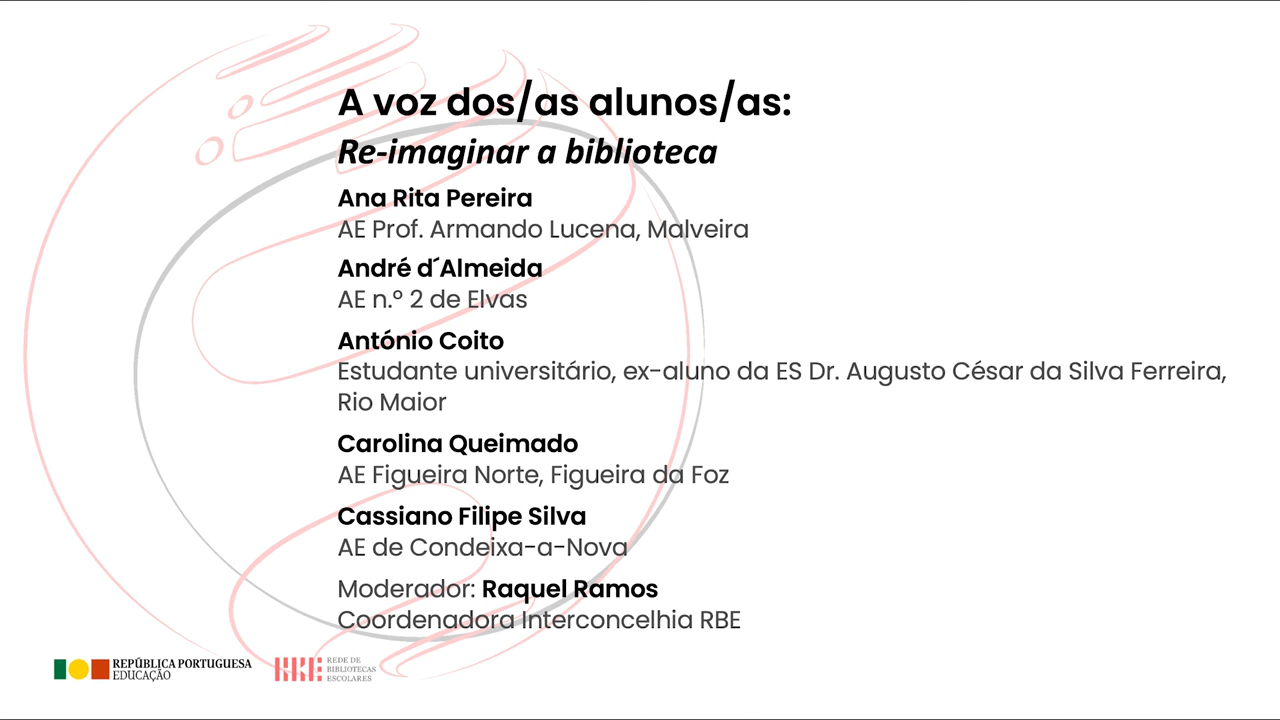 A voz dos/as alunos/as:
Re-imaginar a biblioteca
Ana Rita Pereira
AE Prof. Armando Lucena, Malveira
André d´Almeida
AE n.º 2 de Elvas
António Coito
Estudante universitário, ex-aluno da ES Dr. Augusto César da Silva Ferreira,
Rio Maior
Carolina Queimado
AE Figueira Norte, Figueira da Foz
Cassiano Filipe Silva
AE de Condeixa-a-Nova
Moderador: Raquel Ramos
Coordenadora Interconcelhia RBE
REPÚBLICA PORTUGUESA
EDUCAÇÃO
RBE
REDE DE
BIBLIOTECAS
ESCOLARES